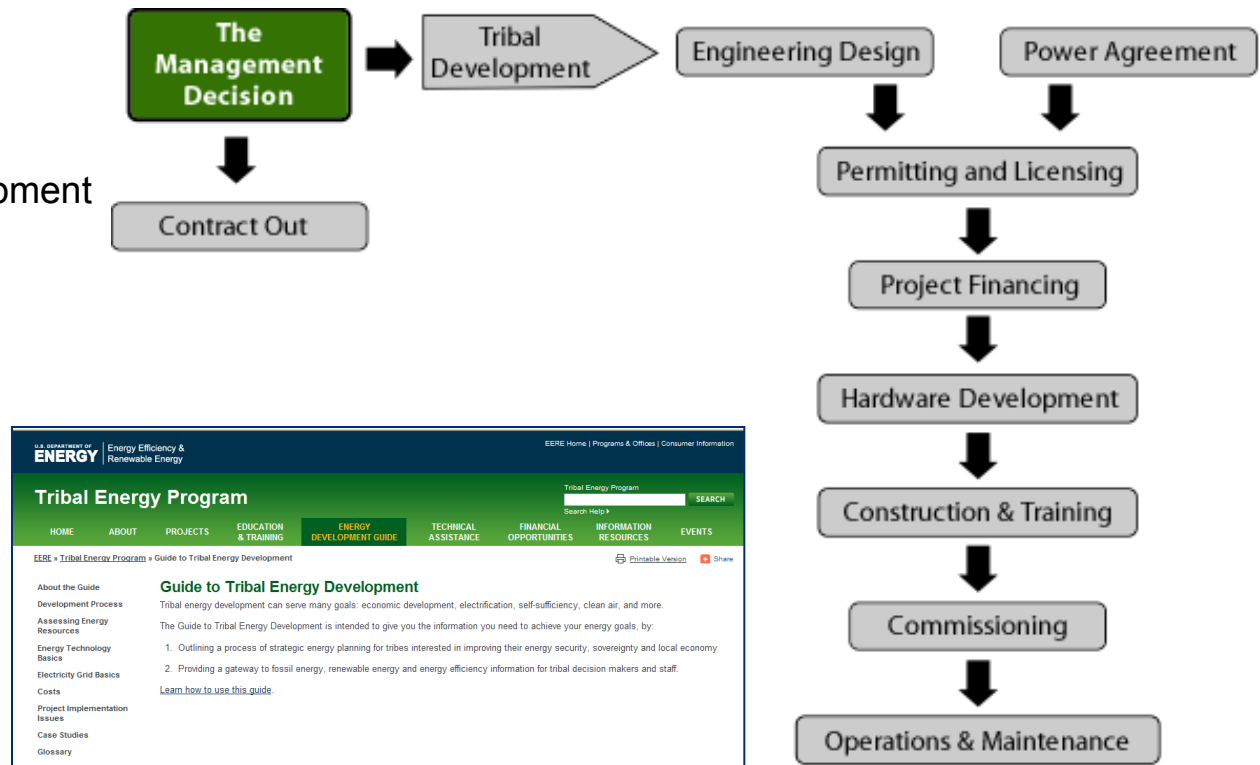 The
Management
Decision
Tribal
Development
Engineering Design
Power Agreement
Permitting and Licensing
opment
Contract Out
Project Financing
Hardware Development
Construction & Training
Commissioning
Operations & Maintenance
U.S. DEPARTMENT OF
ENERGY
Energy Efficiency &
Renewable Energy
EERE Home | Programs & Offices | Consumer Information
Tribal Energy Program
Tribal Energy Program
SEARCH
Search Help
HOME
ABOUT
PROJECTS
EDUCATION
& TRAINING
ENERGY
DEVELOPMENT GUIDE
TECHNICAL
ASSISTANCE
FINANCIAL
OPPORTUNITIES
INFORMATION
RESOURCES
EVENTS
EERE » Tribal Energy Program » Guide to Tribal Energy Development
Printable Version
Share
About the Guide
Development Process
Assessing Energy
Resources
Energy Technology
Basics
Electricity Grid Basics
Costs
Project Implementation
Issues
Case Studies
Glossary
Guide to Tribal Energy Development
Tribal energy development can serve many goals: economic development, electrification, self-sufficiency, clean air, and more.
The Guide to Tribal Energy Development is intended to give you the information you need to achieve your energy goals, by:
1. Outlining a process of strategic energy planning for tribes interested in improving their energy security, sovereignty and local economy
2. Providing a gateway to fossil energy, renewable energy and energy efficiency information for tribal decision makers and staff.
Learn how to use this guide.